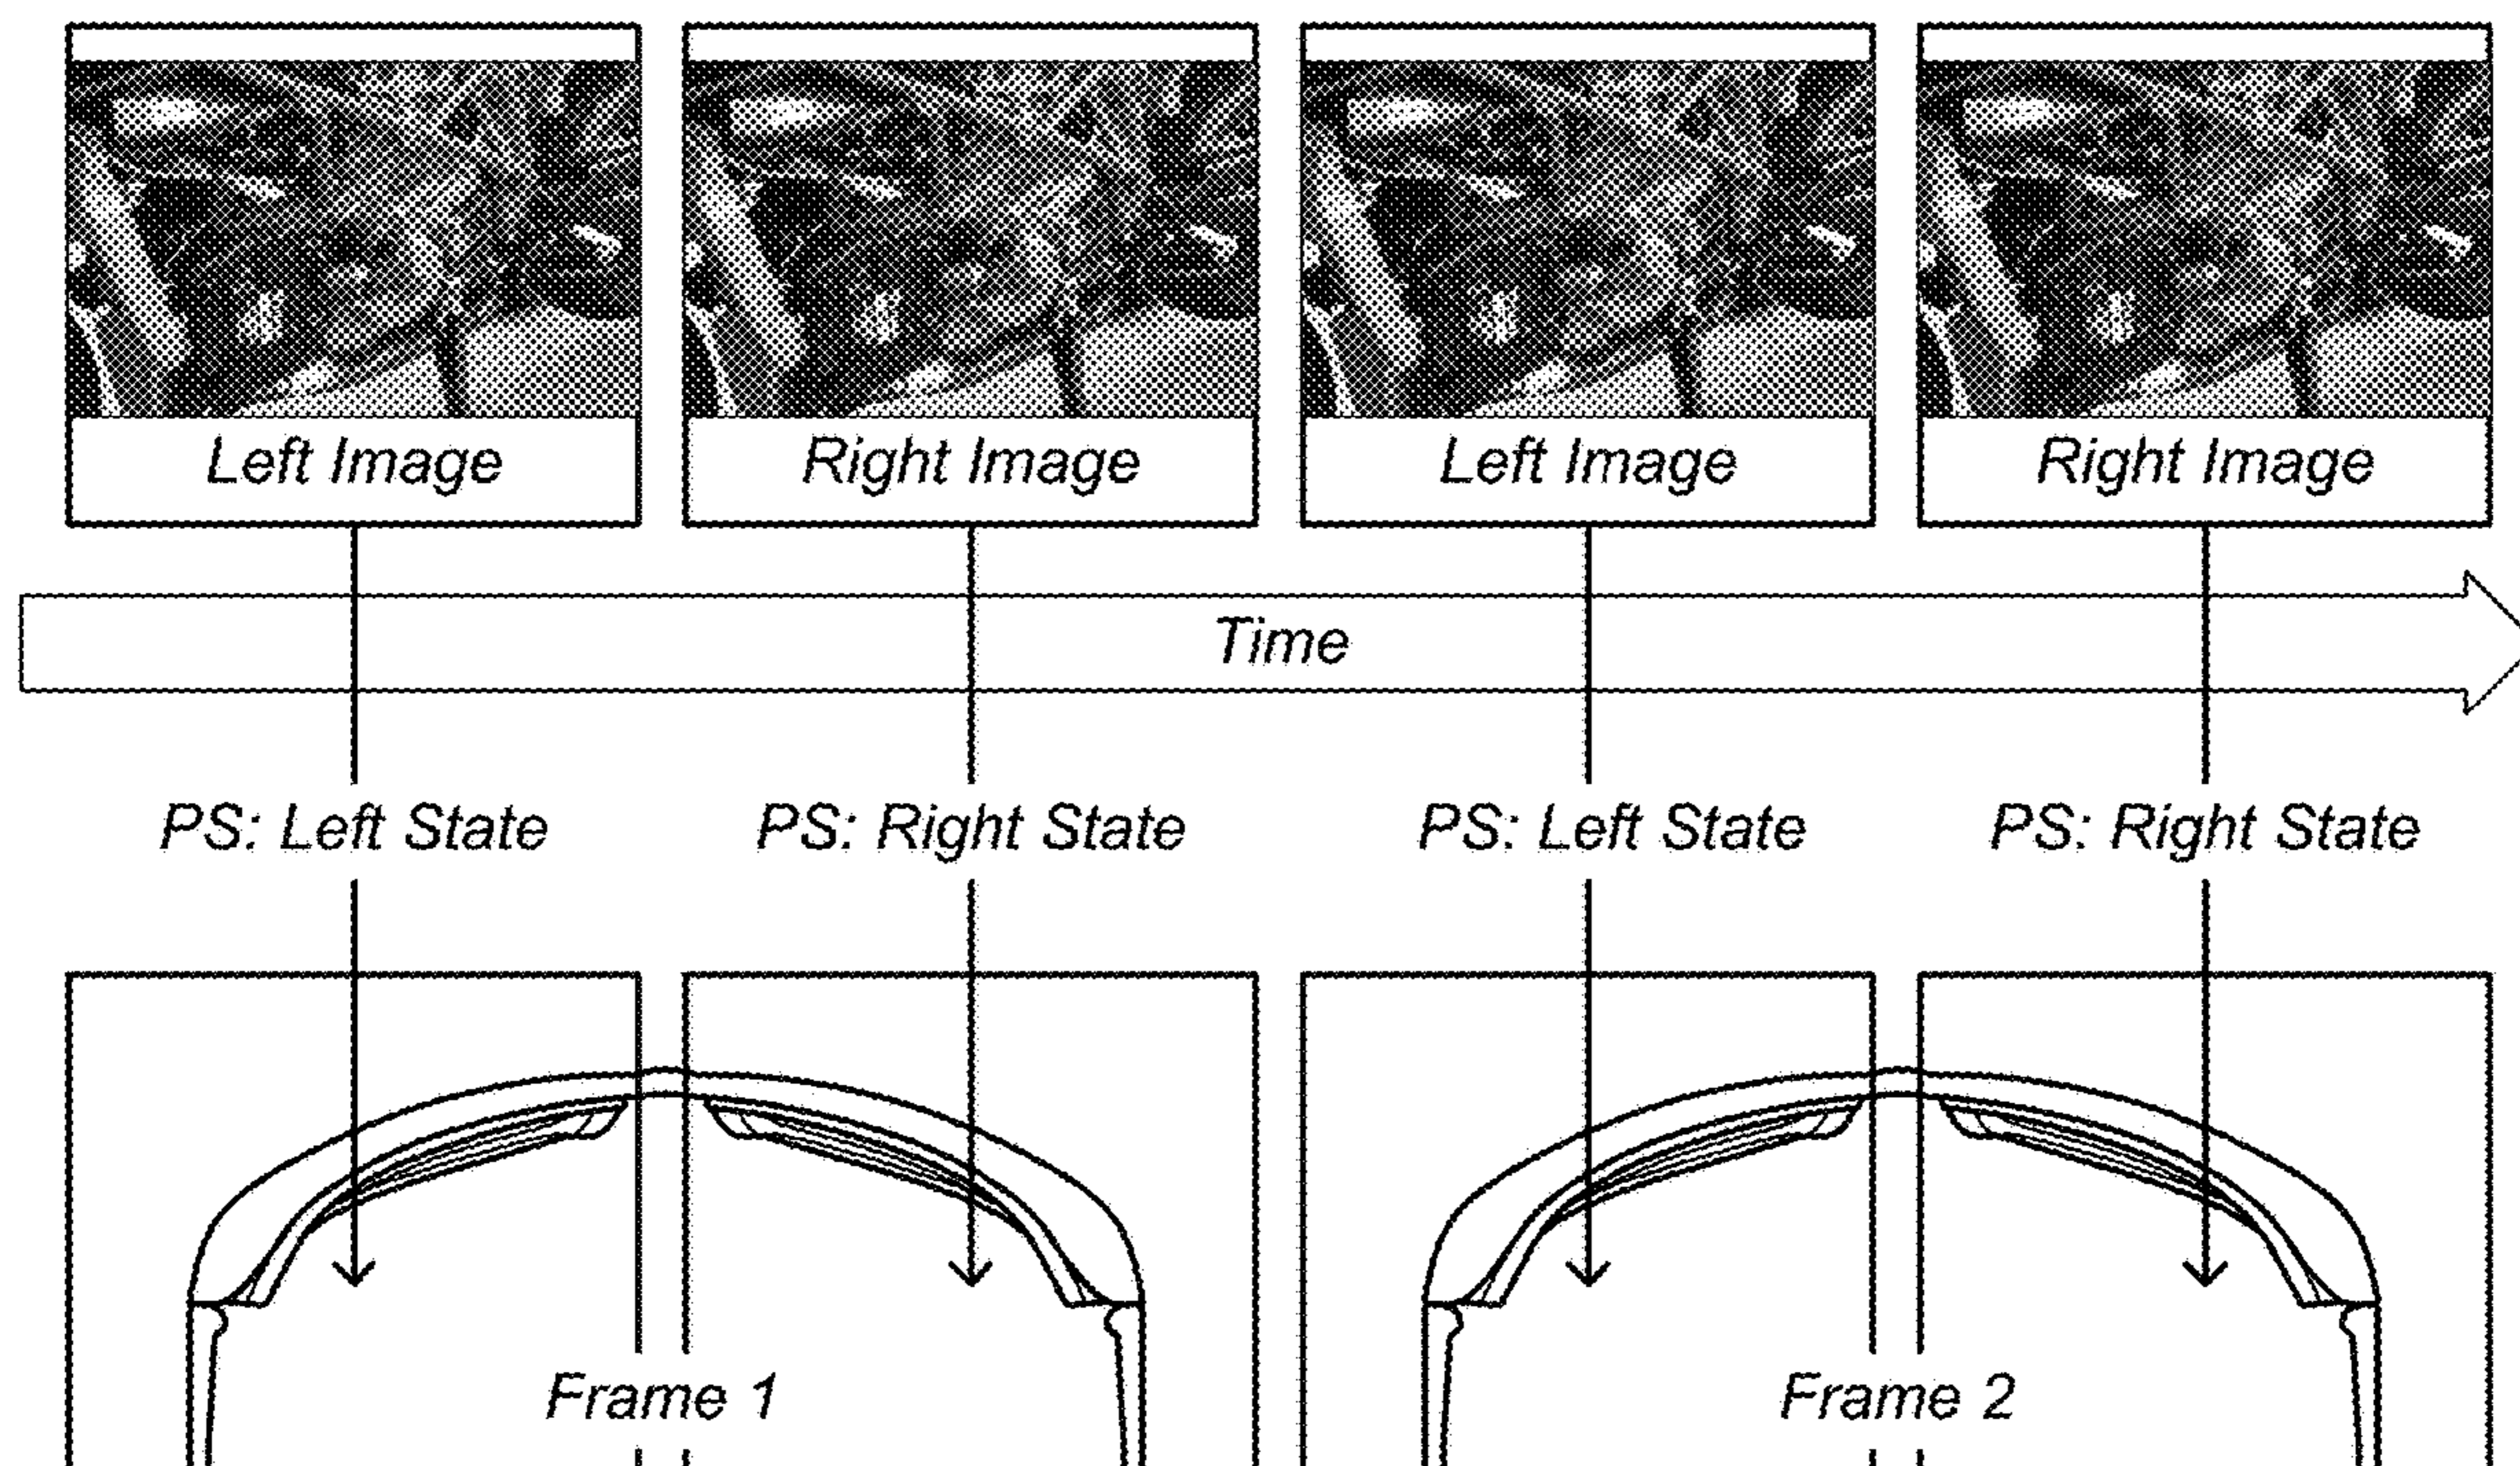 Left Image
Right Image
Left Image
Right Image
Time
PS: Left State
PS: Right State
PS: Left State
PS: Right State
Frame 1
Frame 2